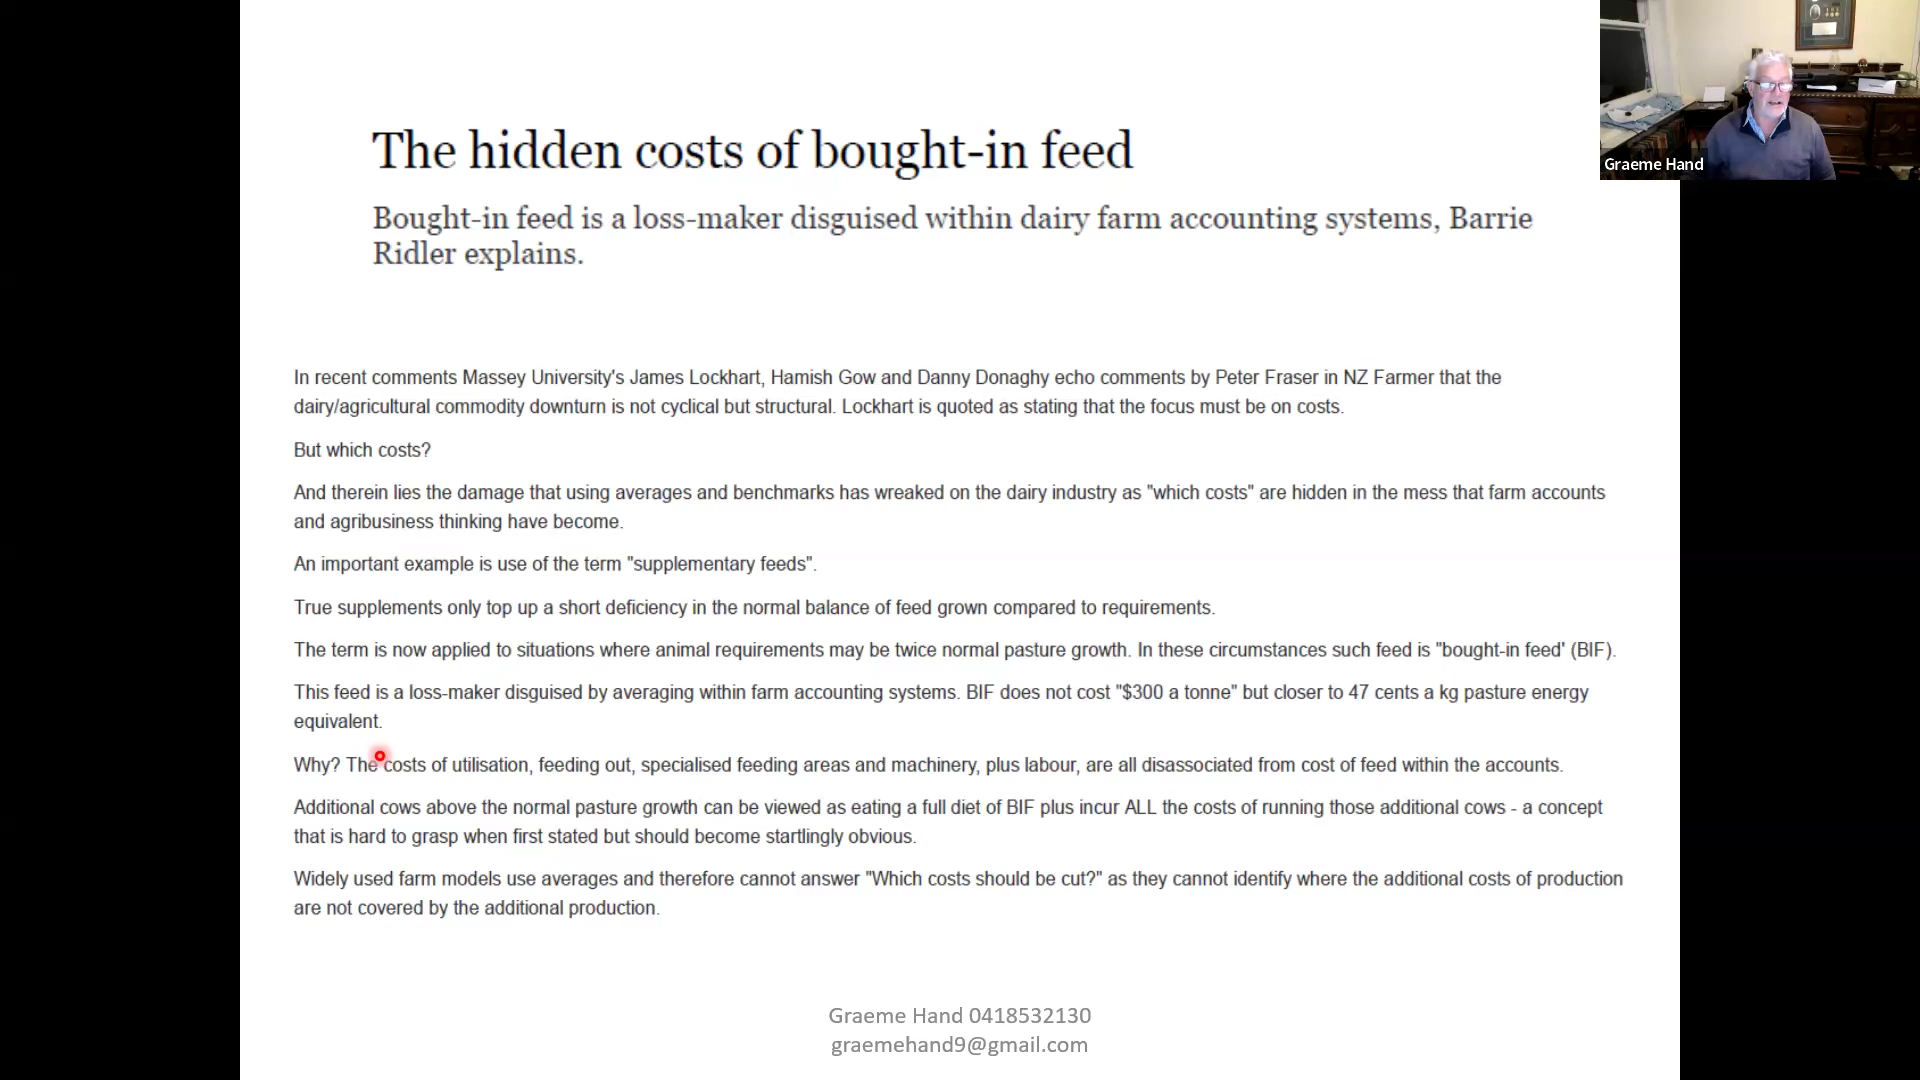 The hidden costs of bought-in feed
Bought-in feed is a loss-maker disguised within dairy farm accounting systems, Barrie
Ridler explains.
Graeme Hand
In recent comments Massey University's James Lockhart, Hamish Gow and Danny Donaghy echo comments by Peter Fraser in NZ Farmer that the
dairy/agricultural commodity downturn is not cyclical but structural. Lockhart is quoted as stating that the focus must be on costs.
But which costs?
And therein lies the damage that using averages and benchmarks has wreaked on the dairy industry as "which costs" are hidden in the mess that farm accounts
and agribusiness thinking have become.
An important example is use of the term "supplementary feeds".
True supplements only top up a short deficiency in the normal balance of feed grown compared to requirements.
The term is now applied to situations where animal requirements may be twice normal pasture growth. In these circumstances such feed is "bought-in feed' (BIF).
This feed is a loss-maker disguised by averaging within farm accounting systems. BIF does not cost "$300 a tonne" but closer to 47 cents a kg pasture energy
equivalent.
Why? The costs of utilisation, feeding out, specialised feeding areas and machinery, plus labour, are all disassociated from cost of feed within the accounts.
Additional cows above the normal pasture growth can be viewed as eating a full diet of BIF plus incur ALL the costs of running those additional cows - a concept
that is hard to grasp when first stated but should become startlingly obvious.
Widely used farm models use averages and therefore cannot answer "Which costs should be cut?" as they cannot identify where the additional costs of production
are not covered by the additional production.
Graeme Hand 0418532130
graemehand9@gmail.com